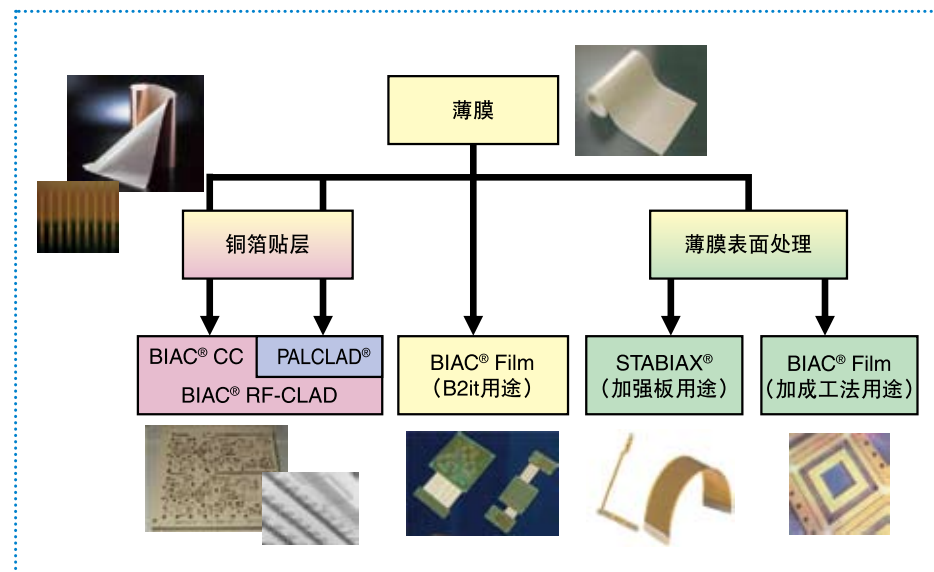 薄膜
铜箔贴层
薄膜表面处理
BIAC® CC
PALCLAD®
BIAC® RF-CLAD
BIAC® Film
（B2it用途）
STABIAX®
（加强板用途）
BIAC® Film
（加成工法用途）